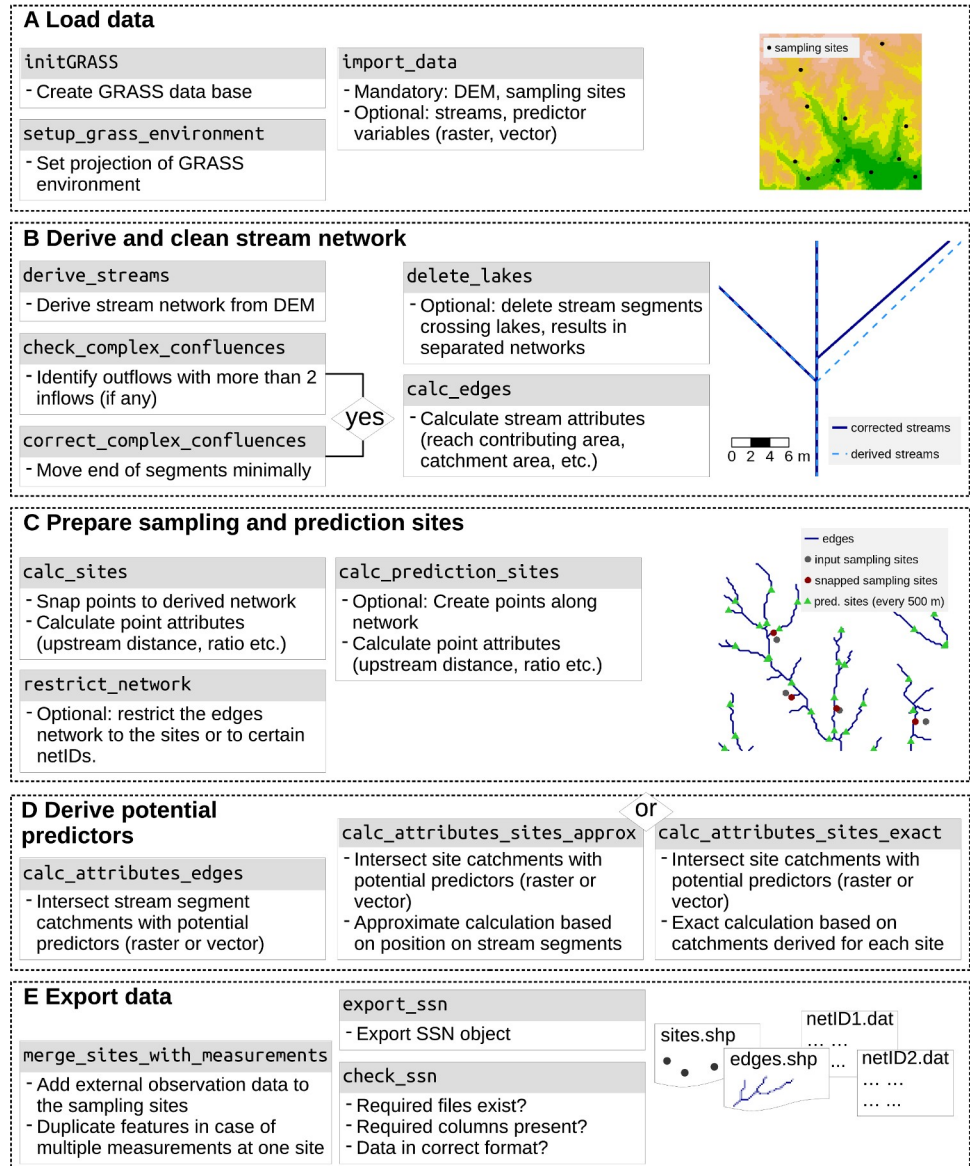 A Load data
initGRASS
- Create GRASS data base
setup_grass_environment
- Set projection of GRASS
environment
import_data
- Mandatory: DEM, sampling sites
- Optional: streams, predictor
variables (raster, vector)
sampling sites
B Derive and clean stream network
derive_streams
- Derive stream network from DEM
check_complex_confluences
- Identify outflows with more than 2
inflows (if any)
correct_complex_confluences
- Move end of segments minimally
yes
delete_lakes
- Optional: delete stream segments
crossing lakes, results in
separated networks
calc_edges
- Calculate stream attributes
(reach contributing area,
catchment area, etc.)
0 2 4 6 m
corrected streams
derived streams
C Prepare sampling and prediction sites
calc_sites
- Snap points to derived network
- Calculate point attributes
(upstream distance, ratio etc.)
restrict_network
- Optional: restrict the edges
network to the sites or to certain
netIDs.
calc_prediction_sites
- Optional: Create points along
network
- Calculate point attributes
(upstream distance, ratio etc.)
edges
input sampling sites
snapped sampling sites
pred. sites (every 500 m)
D Derive potential
predictors
calc_attributes_edges
- Intersect stream segment
catchments with potential
predictors (raster or vector)
or
calc_attributes_sites_approx
- Intersect site catchments with
potential predictors (raster or
vector)
- Approximate calculation based
on position on stream segments
calc_attributes_sites_exact
- Intersect site catchments with
potential predictors (raster or
vector)
- Exact calculation based on
catchments derived for each site
E Export data
merge_sites_with_measurements
- Add external observation data to
the sampling sites
- Duplicate features in case of
multiple measurements at one site
export_ssn
- Export SSN object
check_ssn
- Required files exist?
- Required columns present?
- Data in correct format?
sites.shp
edges.shp
netID1.dat
... ...
...
netID2.dat
... ...
... ...